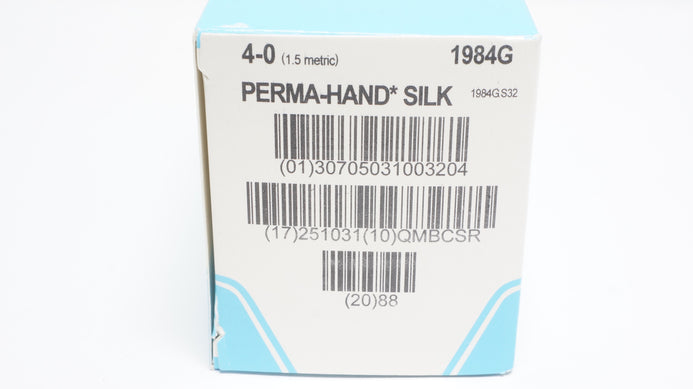 4-0 (1.5 metric) 1984G
PERMA-HAND* SILK 1984G.S32
(01)30705031003204
(17)251031(10)QMBCSR
(20)88